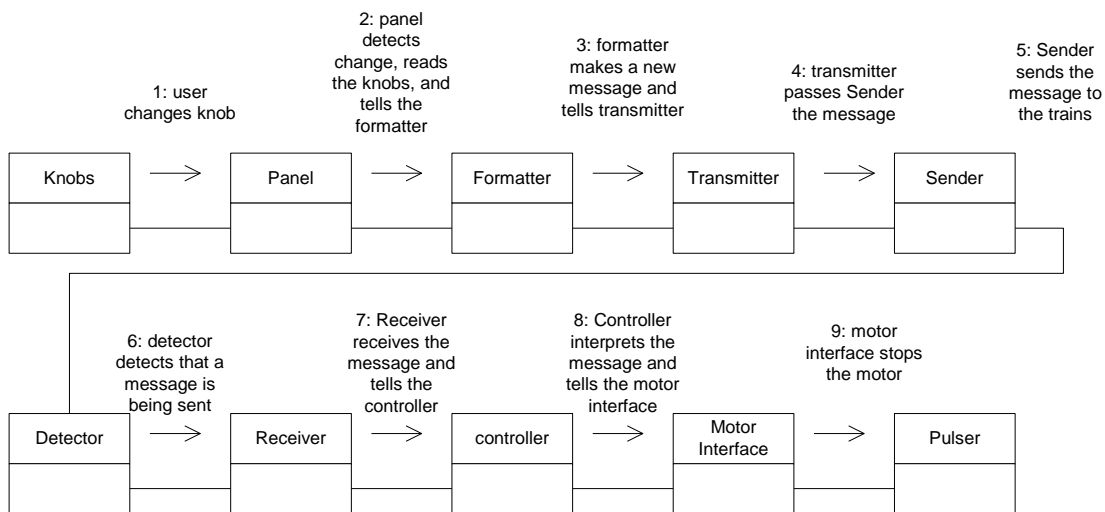 1: user
changes knob
2: panel
detects
change, reads
the knobs, and
tells the
formatter
3: formatter
makes a new
message and
tells transmitter
4: transmitter
passes Sender
the message
5: Sender
sends the
message to
the trains
Knobs
Panel
Formatter
Transmitter
Sender
6: detector
detects that a
message is
being sent
7: Receiver
receives the
message and
tells the
controller
8: Controller
interprets the
message and
tells the motor
interface
9: motor
interface stops
the motor
Detector
Receiver
controller
Motor
Interface
Pulser